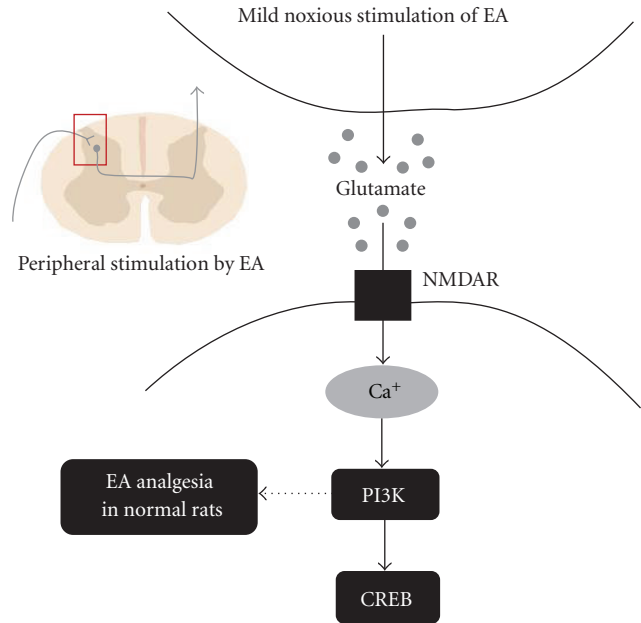 Mild noxious stimulation of EA
Glutamate
Peripheral stimulation by EA
NMDAR
Ca⁺
EA analgesia
in normal rats
PI3K
CREB